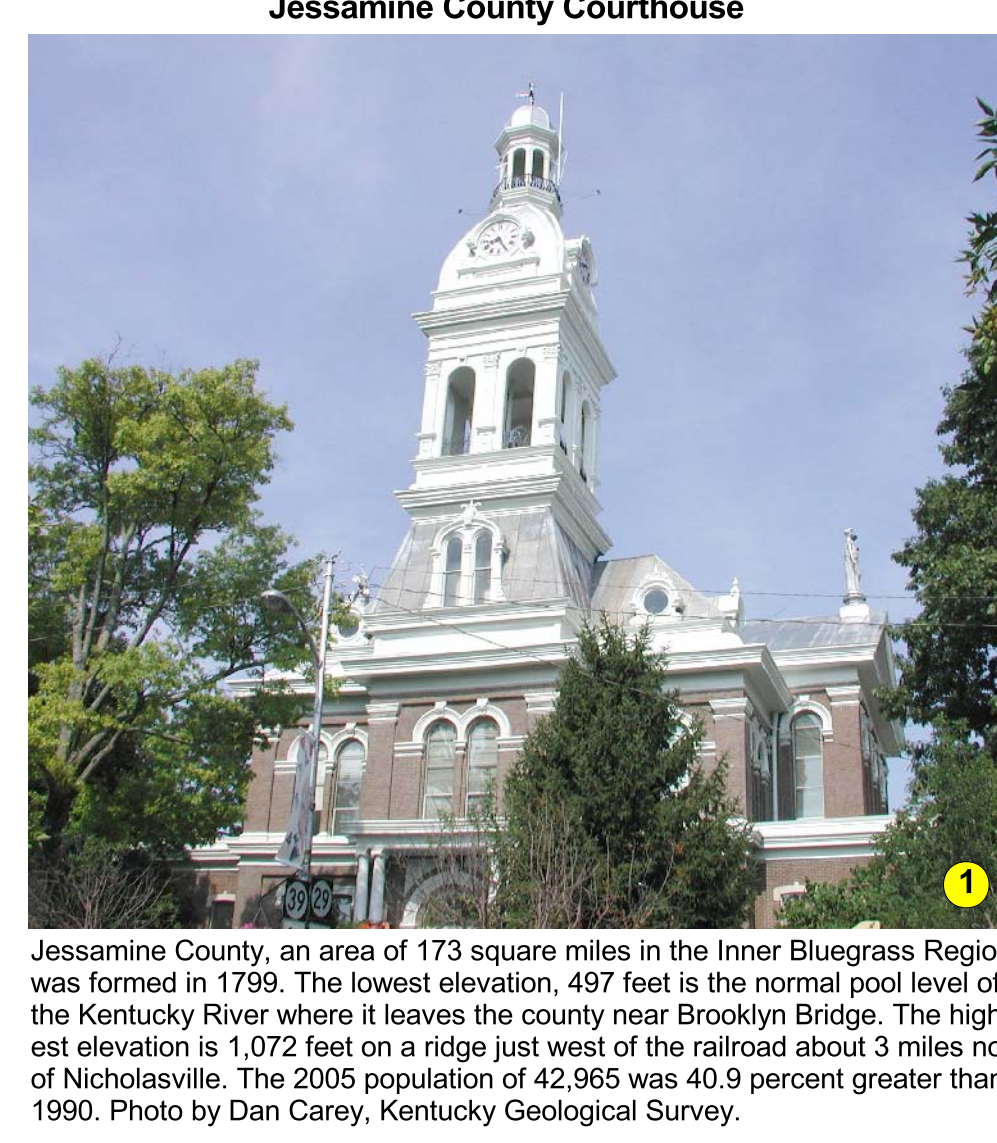 Jessamine County Courthouse
39 29
1
Jessamine County, an area of 173 square miles in the Inner Bluegrass Regio
was formed in 1799. The lowest elevation, 497 feet is the normal pool level of
the Kentucky River where it leaves the county near Brooklyn Bridge. The high
est elevation is 1,072 feet on a ridge just west of the railroad about 3 miles no
of Nicholasville. The 2005 population of 42,965 was 40.9 percent greater than
1990. Photo by Dan Carey, Kentucky Geological Survey.